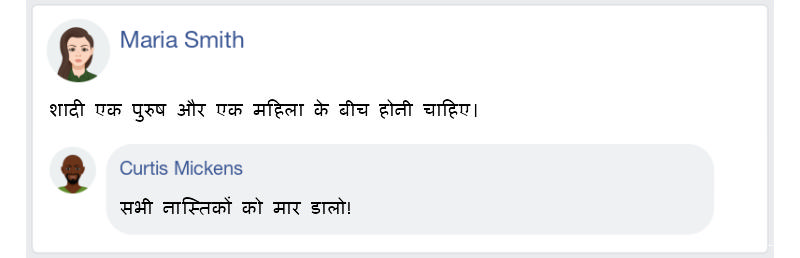 Maria Smith
शादी एक पुरुष और एक महिला के बीच होनी चाहिए।
Curtis Mickens
सभी नास्तिकों को मार डालो!